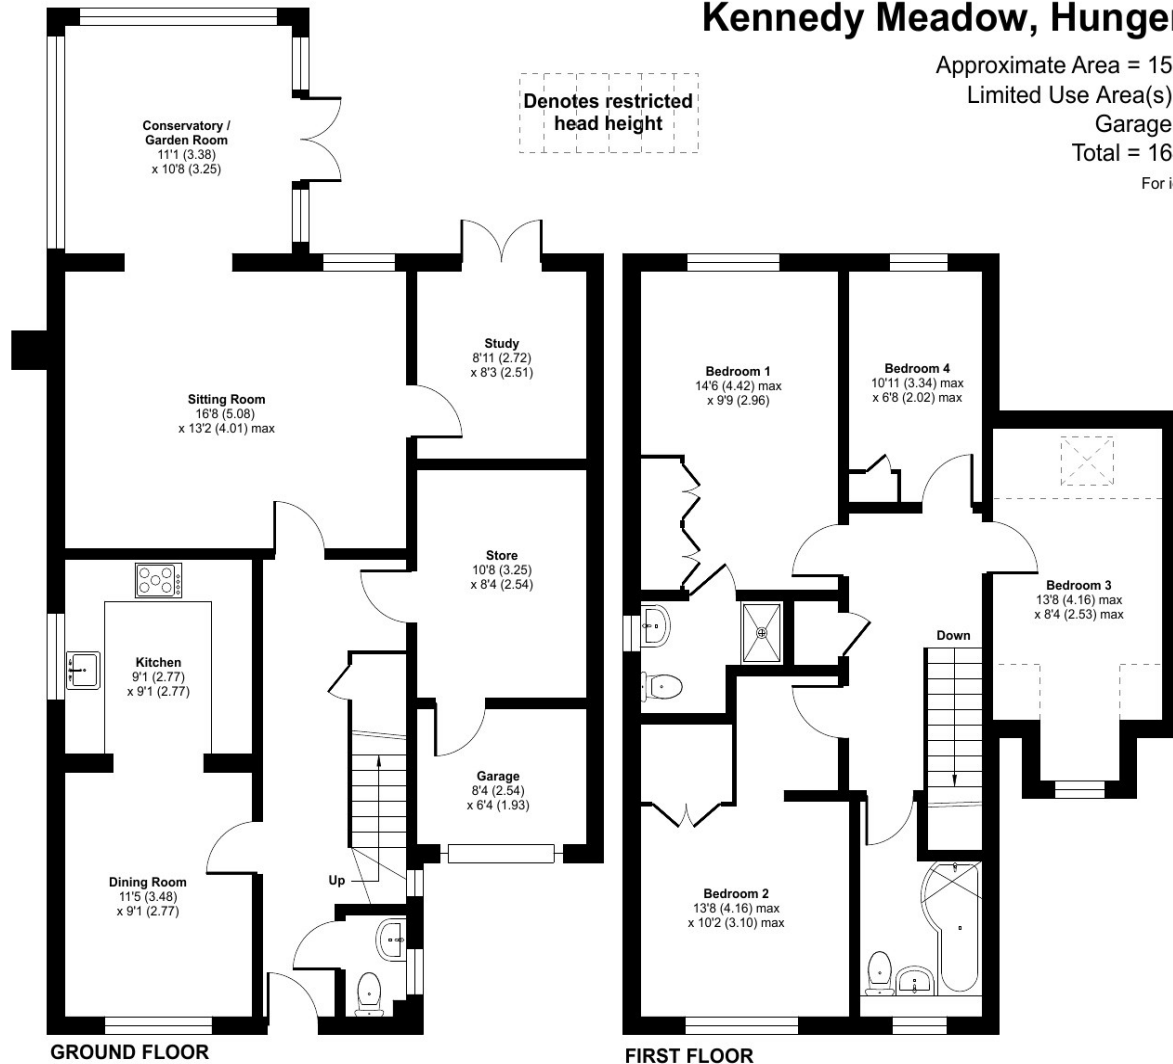 Kennedy Meadow, Hunger
Approximate Area = 15
Limited Use Area(s)
Garage
Total = 16
For i
Denotes restricted
head height
Conservatory /
Garden Room
11'1 (3.38)
x 10'8 (3.25)
Study
8'11 (2.72)
x 8'3 (2.51)
Sitting Room
16'8 (5.08)
x 13'2 (4.01) max
Store
10'8 (3.25)
x 8'4 (2.54)
Kitchen
9'1 (2.77)
x 9'1 (2.77)
Garage
8'4 (2.54)
x 6'4 (1.93)
Up
Dining Room
11'5 (3.48)
x 9'1 (2.77)
GROUND FLOOR
Bedroom 1
14'6 (4.42) max
x 9'9 (2.96)
Bedroom 4
10'11 (3.34) max
x 6'8 (2.02) max
Bedroom 3
13'8 (4.16) max
x 8'4 (2.53) max
Down
Bedroom 2
13'8 (4.16) max
x 10'2 (3.10) max
FIRST FLOOR